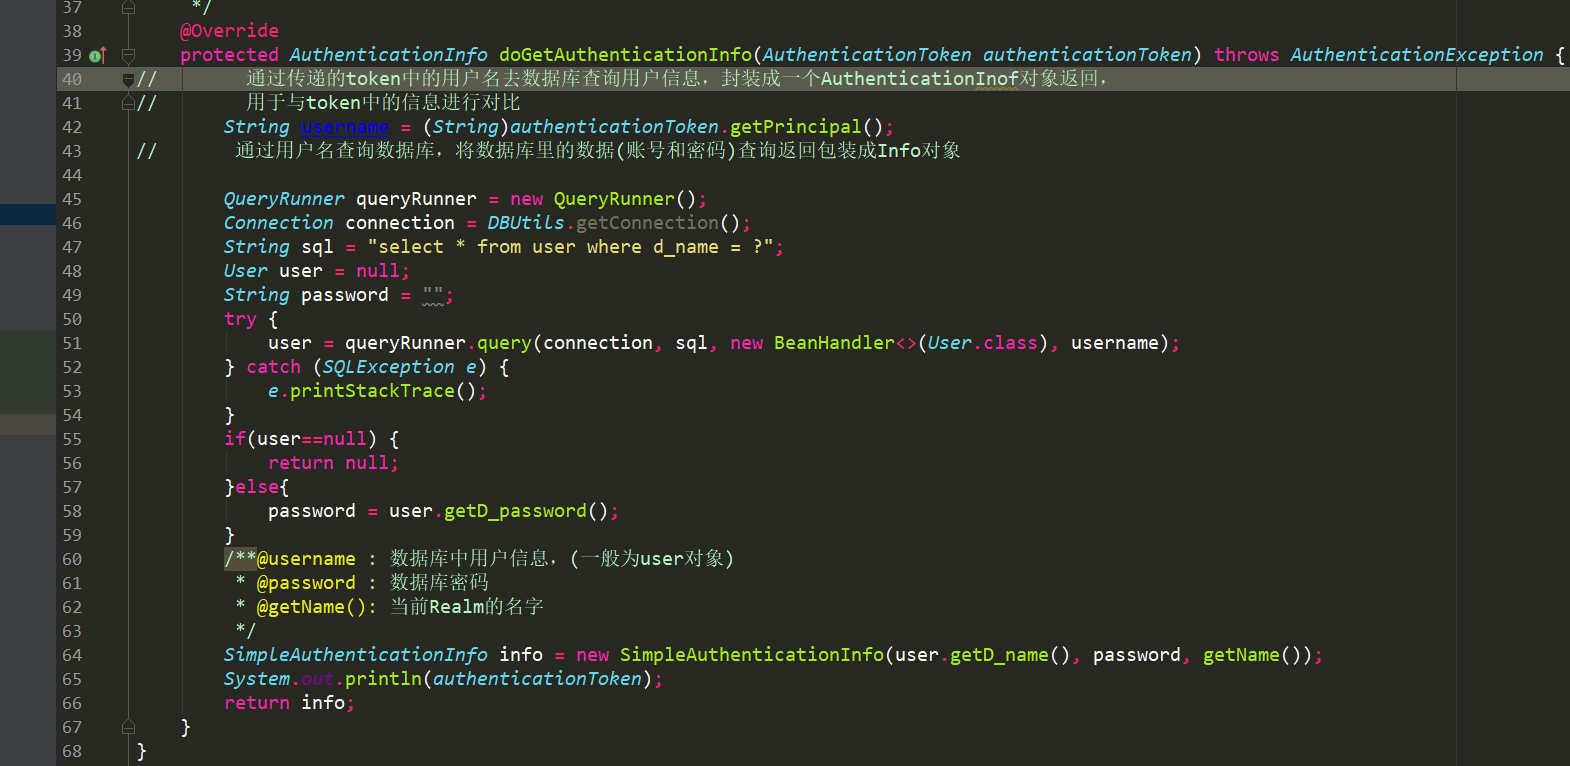 37 */
38 @Override
39 protected AuthenticationInfo doGetAuthenticationInfo(AuthenticationToken authenticationToken) throws AuthenticationException {
40 // 通过传递的token中的用户名去数据库查询用户信息，封装成一个AuthenticationInof对象返回，
41 // 用于与token中的信息进行对比
42 String username = (String)authenticationToken.getPrincipal();
43 // 通过用户名查询数据库，将数据库里的数据(账号和密码)查询返回包装成Info对象
44
45 QueryRunner queryRunner = new QueryRunner();
46 Connection connection = DBUtils.getConnection();
47 String sql = "select * from user where d_name = ?";
48 User user = null;
49 String password = "";
50 try {
51 user = queryRunner.query(connection, sql, new BeanHandler<>(User.class), username);
52 } catch (SQLException e) {
53 e.printStackTrace();
54 }
55 if(user==null) {
56 return null;
57 }else{
58 password = user.getD_password();
59 }
60 /**@username : 数据库中用户信息，(一般为user对象)
61 * @password : 数据库密码
62 * @getName(): 当前Realm的名字
63 */
64 SimpleAuthenticationInfo info = new SimpleAuthenticationInfo(user.getD_name(), password, getName());
65 System.out.println(authenticationToken);
66 return info;
67 }
68 }